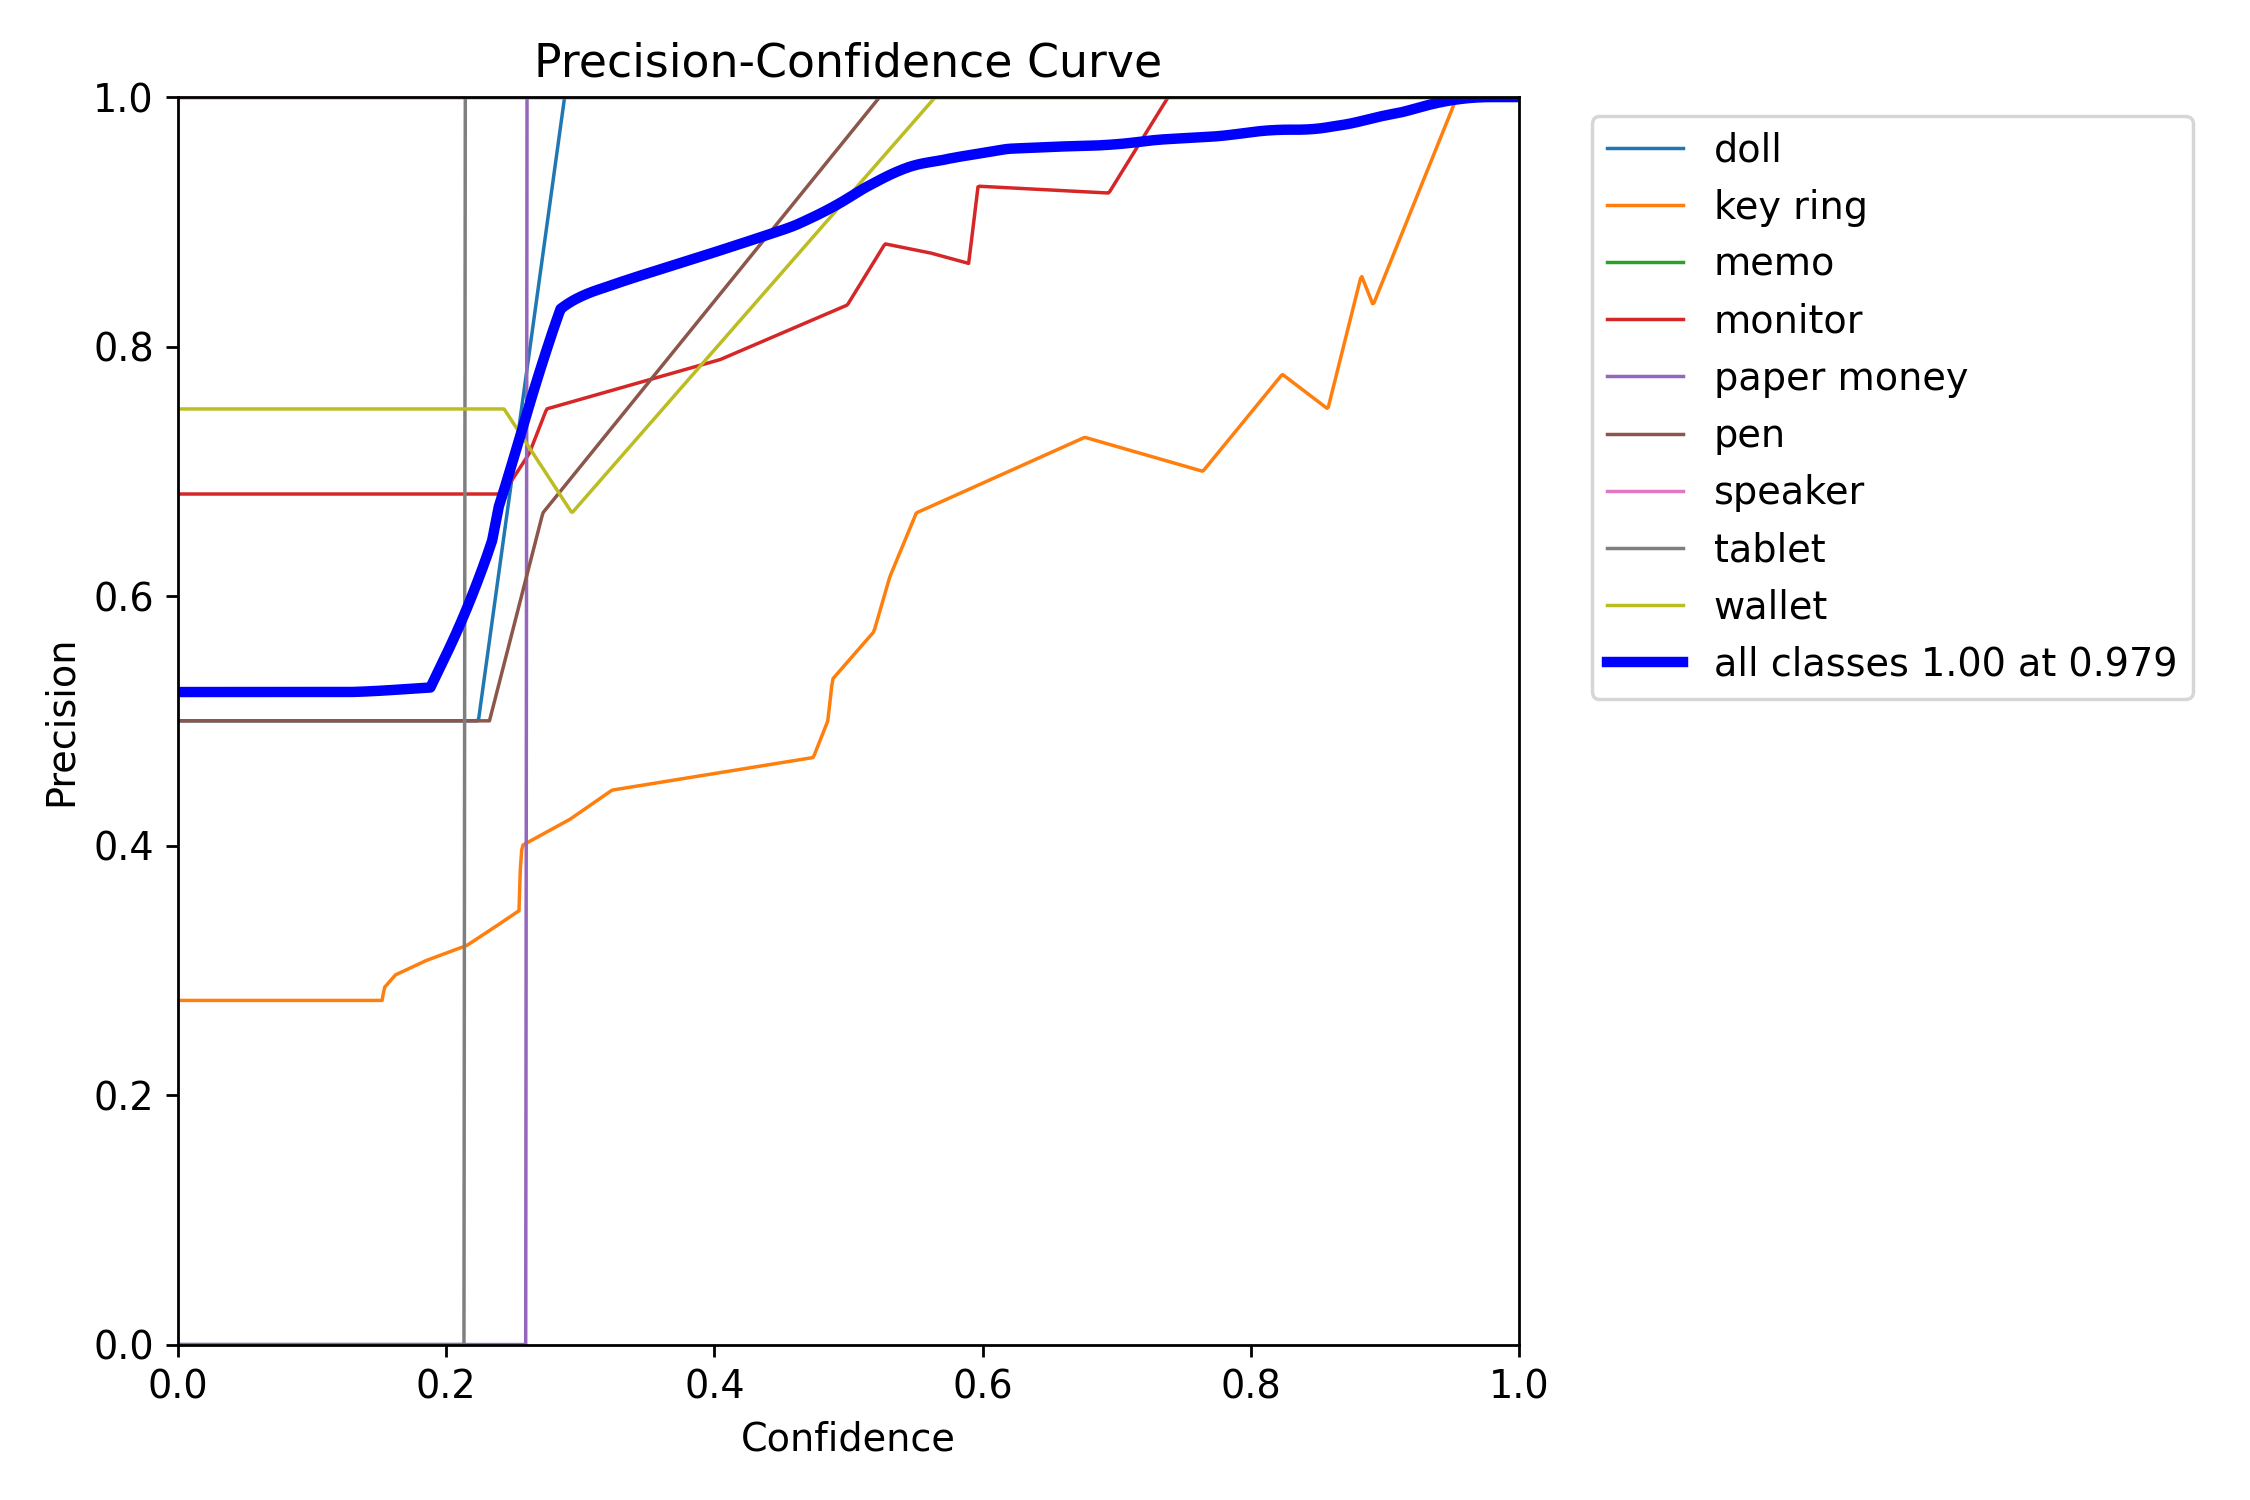 Precision-Confidence Curve
1.0
0.8
0.6
0.4
0.2
0.0
Precision
0.0 0.2 0.4 0.6 0.8 1.0
Confidence
doll
key ring
memo
monitor
paper money
pen
speaker
tablet
wallet
all classes 1.00 at 0.979